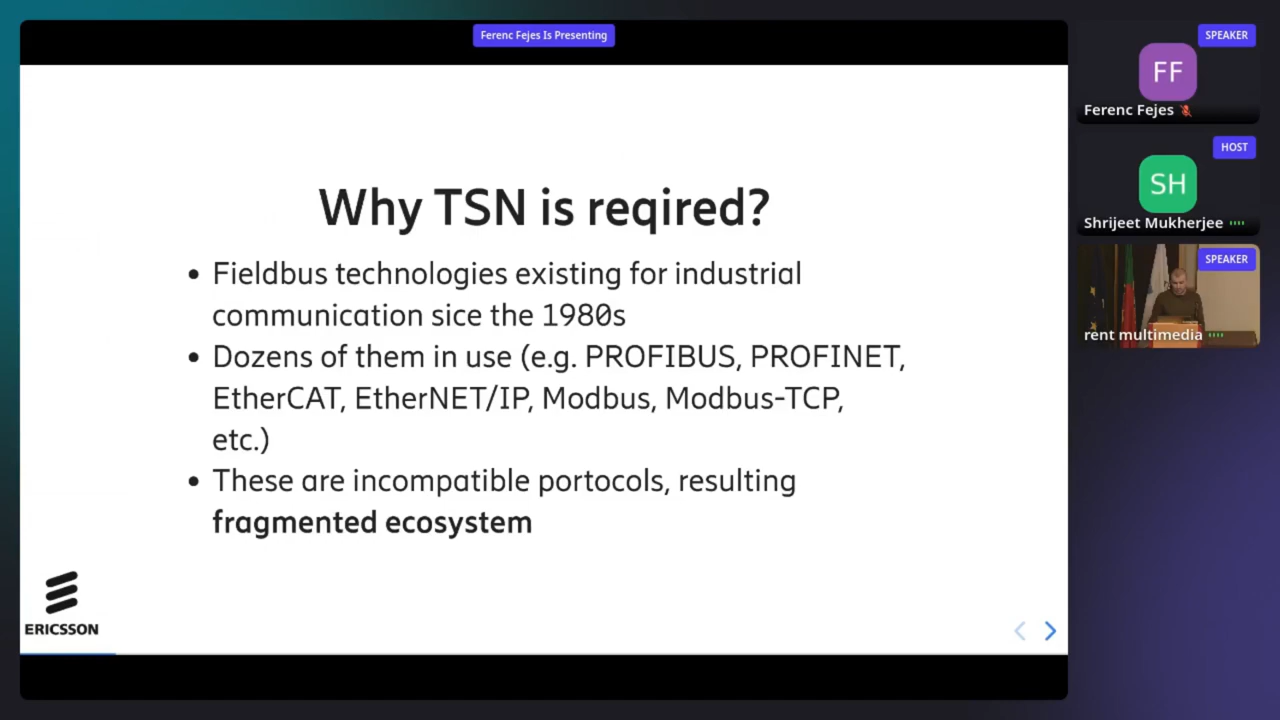 Ferenc Fejes Is Presenting
Why TSN is reqired?
• Fieldbus technologies existing for industrial
communication sice the 1980s
• Dozens of them in use (e.g. PROFIBUS, PROFINET,
EtherCAT, EtherNET/IP, Modbus, Modbus-TCP,
etc.)
• These are incompatible portocols, resulting
fragmented ecosystem
ERICSSON
SPEAKER
FF
Ferenc Fejes
HOST
SH
Shrijeet Mukherjee
SPEAKER
rent multimedia